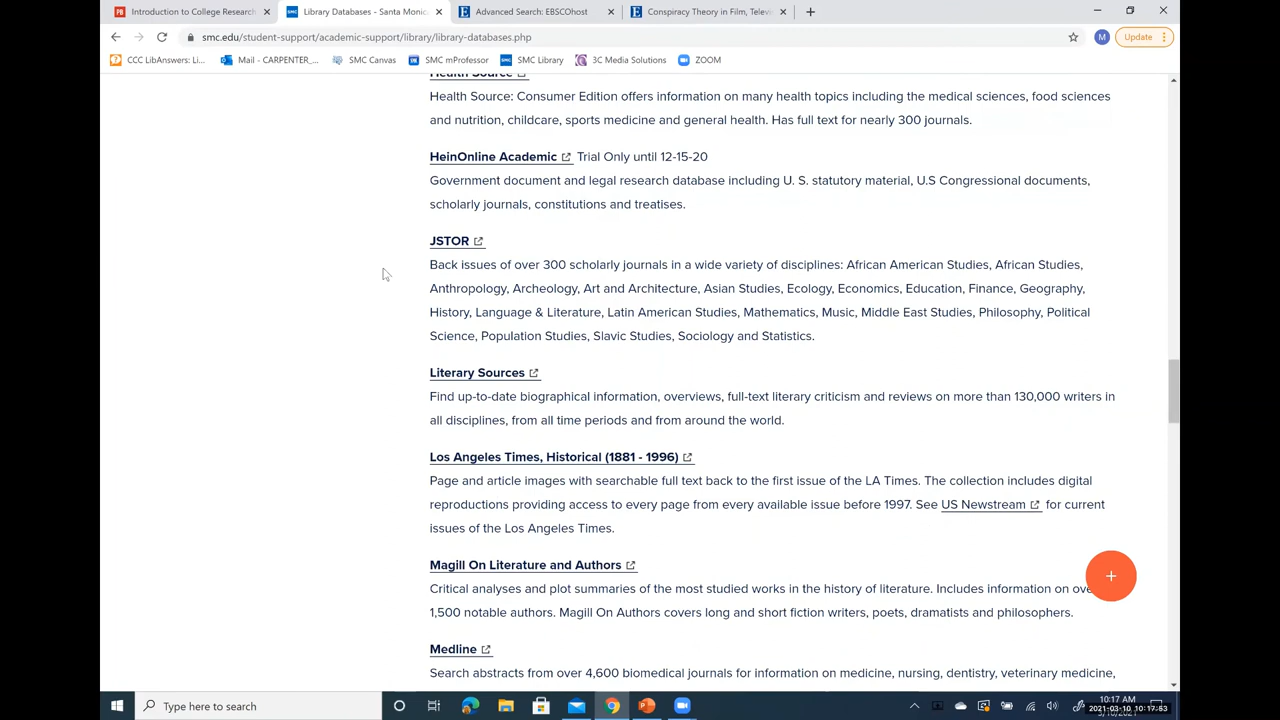 Introduction to College Research
Library Databases - Santa Monic
Advanced Search: EBSCOhost
Conspiracy Theory in Film, Telev
smc.edu/student-support/academic-support/library/library-databases.php
M
Update
CCC LibAnswers: Li...
Mail - CARPENTER_...
SMC Canvas
SMC mProfessor
SMC Library
3C Media Solutions
ZOOM
Health Source
Health Source: Consumer Edition offers information on many health topics including the medical sciences, food sciences
and nutrition, childcare, sports medicine and general health. Has full text for nearly 300 journals.
HeinOnline Academic Trial Only until 12-15-20
Government document and legal research database including U. S. statutory material, U.S Congressional documents,
scholarly journals, constitutions and treatises.
JSTOR
Back issues of over 300 scholarly journals in a wide variety of disciplines: African American Studies, African Studies,
Anthropology, Archeology, Art and Architecture, Asian Studies, Ecology, Economics, Education, Finance, Geography,
History, Language & Literature, Latin American Studies, Mathematics, Music, Middle East Studies, Philosophy, Political
Science, Population Studies, Slavic Studies, Sociology and Statistics.
Literary Sources
Find up-to-date biographical information, overviews, full-text literary criticism and reviews on more than 130,000 writers in
all disciplines, from all time periods and from around the world.
Los Angeles Times, Historical (1881 - 1996)
Page and article images with searchable full text back to the first issue of the LA Times. The collection includes digital
reproductions providing access to every page from every available issue before 1997. See US Newstream for current
issues of the Los Angeles Times.
Magill On Literature and Authors
Critical analyses and plot summaries of the most studied works in the history of literature. Includes information on ove
1,500 notable authors. Magill On Authors covers long and short fiction writers, poets, dramatists and philosophers.
Medline
Search abstracts from over 4,600 biomedical journals for information on medicine, nursing, dentistry, veterinary medicine,
Type here to search
10:17 AM
2021-03-10 10:17:53